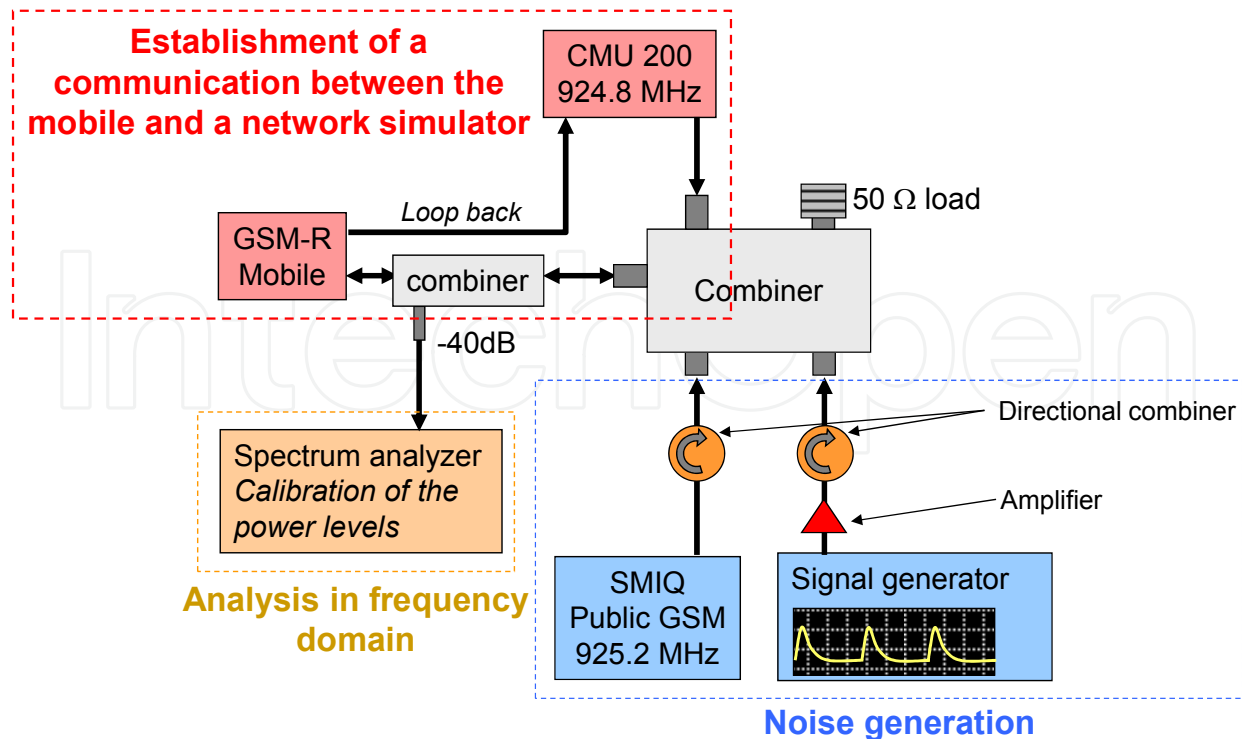 Establishment of a
communication between the
mobile and a network simulator
CMU 200
924.8 MHz
50 Ω load
Loop back
GSM-R
Mobile
combiner
Combiner
-40dB
IntechOpen
Directional combiner
Spectrum analyzer
Calibration of the
power levels
Amplifier
SMIQ
Public GSM
925.2 MHz
Signal generator
Analysis in frequency
domain
Noise generation